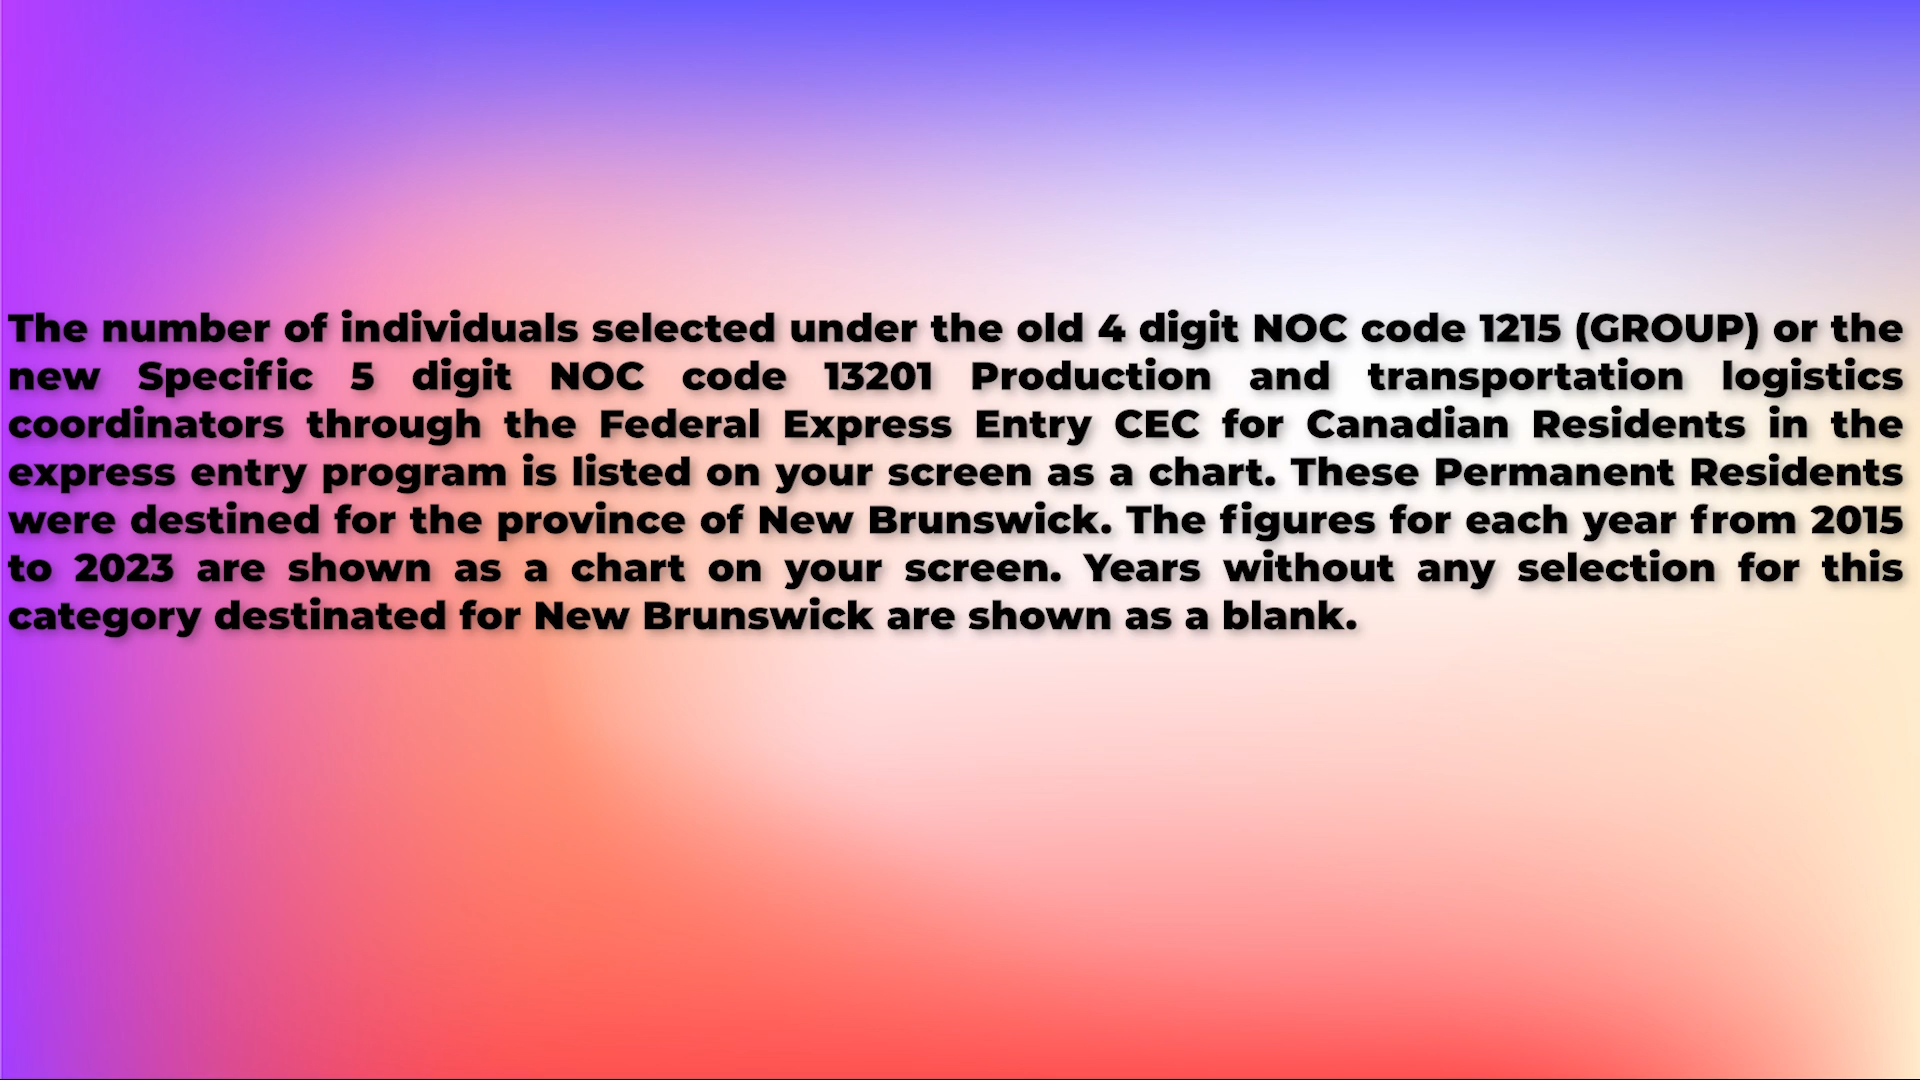 The number of individuals selected under the old 4 digit NOC code 1215 (GROUP) or the
new Specific 5 digit NOC code 13201 Production and transportation logistics
coordinators through the Federal Express Entry CEC for Canadian Residents in the
express entry program is listed on your screen as a chart. These Permanent Residents
were destined for the province of New Brunswick. The figures for each year from 2015
to 2023 are shown as a chart on your screen. Years without any selection for this
category destinated for New Brunswick are shown as a blank.